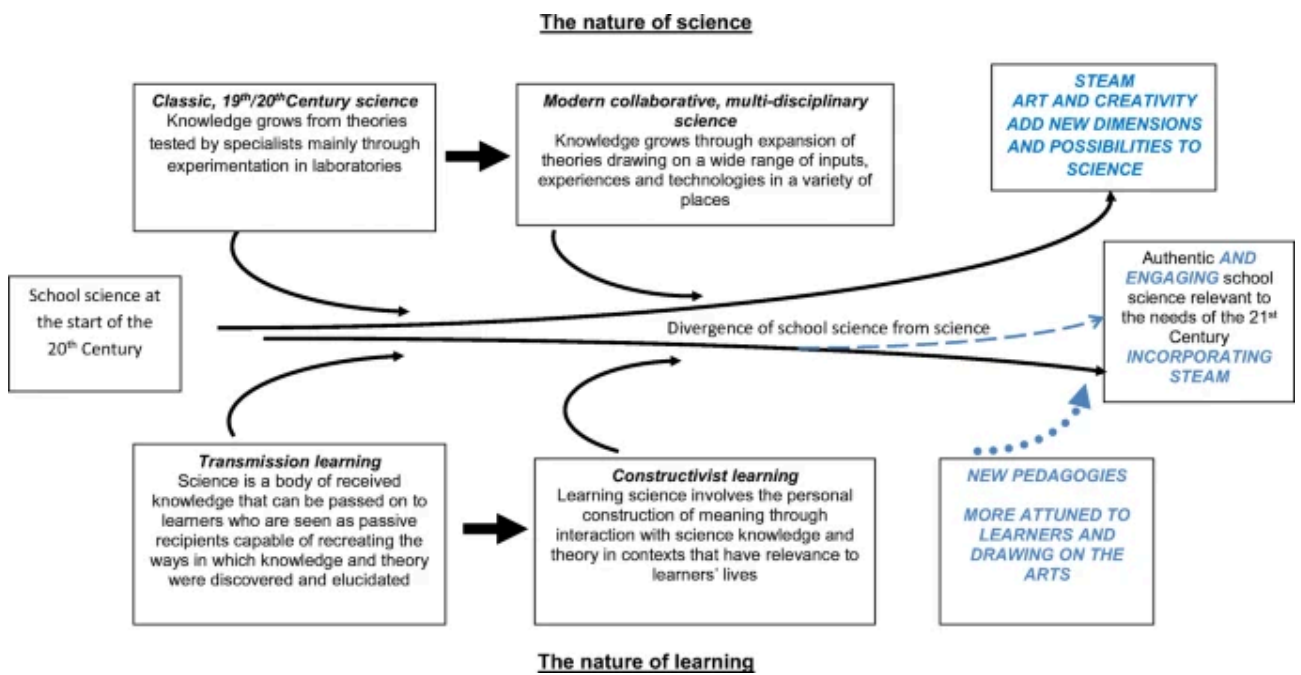 The nature of science
Classic, 19th/20thCentury science
Knowledge grows from theories
tested by specialists mainly through
experimentation in laboratories
Modern collaborative, multi-disciplinary
science
Knowledge grows through expansion of
theories drawing on a wide range of inputs,
experiences and technologies in a variety of
places
STEAM
ART AND CREATIVITY
ADD NEW DIMENSIONS
AND POSSIBILITIES TO
SCIENCE
School science at
the start of the
20th Century
Divergence of school science from science
Authentic AND
ENGAGING school
science relevant to
the needs of the 21st
Century
INCORPORATING
STEAM
Transmission learning
Science is a body of received
knowledge that can be passed on to
learners who are seen as passive
recipients capable of recreating the
ways in which knowledge and theory
were discovered and elucidated
Constructivist learning
Learning science involves the personal
construction of meaning through
interaction with science knowledge and
theory in contexts that have relevance to
learners' lives
NEW PEDAGOGIES
MORE ATTUNED TO
LEARNERS AND
DRAWING ON THE
ARTS
The nature of learning